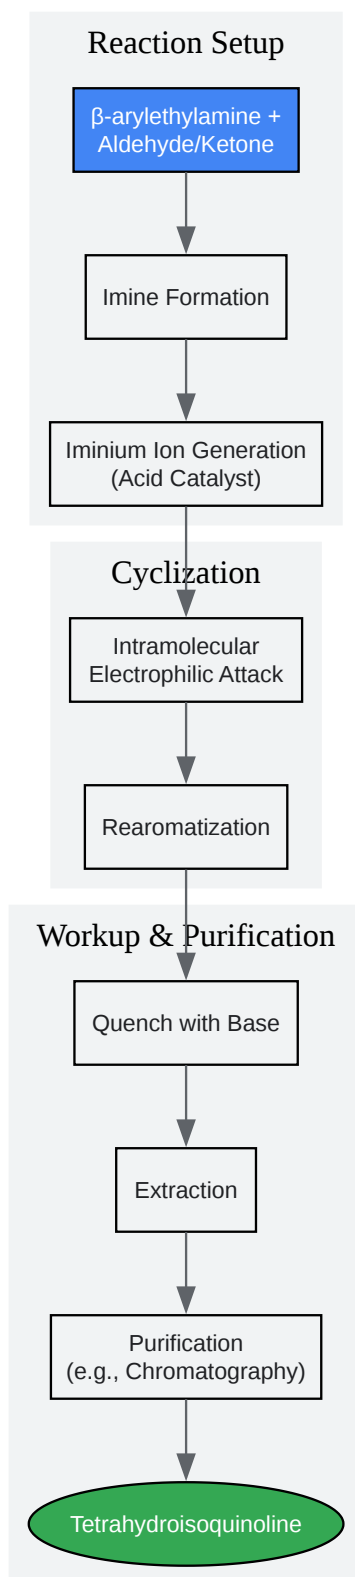 Reaction Setup
β-arylethylamine +
Aldehyde/Ketone
Imine Formation
Iminium Ion Generation
(Acid Catalyst)
Cyclization
Intramolecular
Electrophilic Attack
Rearomatization
Workup & Purification
Quench with Base
Extraction
Purification
(e.g., Chromatography)
Tetrahydroisoquinoline